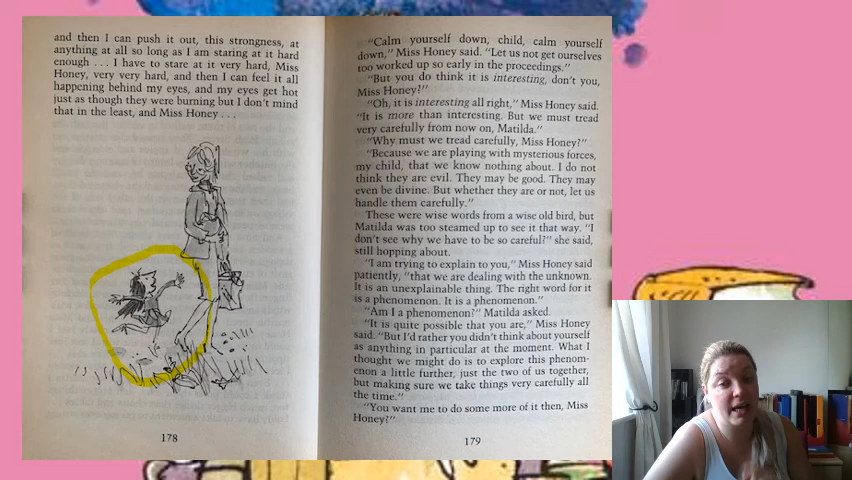 and then I can push it out, this strongness, at
anything at all so long as I am staring at it hard
enough . . . I have to stare at it very hard, Miss
Honey, very very hard, and then I can feel it all
happening behind my eyes, and my eyes get hot
just as though they were burning but I don't mind
that in the least, and Miss Honey . . .
178
"Calm yourself down, child, calm yourself
down," Miss Honey said. "Let us not get ourselves
too worked up so early in the proceedings."
"But you do think it is interesting, don't you,
Miss Honey?"
"Oh, it is interesting all right," Miss Honey said.
"It is more than interesting. But we must tread
very carefully from now on, Matilda."
"Why must we tread carefully, Miss Honey?"
"Because we are playing with mysterious forces,
my child, that we know nothing about. I do not
think they are evil. They may be good. They may
even be divine. But whether they are or not, let us
handle them carefully."
These were wise words from a wise old bird, but
Matilda was too steamed up to see it that way. "I
don't see why we have to be so careful?" she said,
still hopping about.
"I am trying to explain to you," Miss Honey said
patiently, "that we are dealing with the unknown.
It is an unexplainable thing. The right word for it
is a phenomenon. It is a phenomenon."
"Am I a phenomenon?" Matilda asked.
"It is quite possible that you are," Miss Honey
said. "But I'd rather you didn't think about yourself
as anything in particular at the moment. What I
thought we might do is to explore this phenom-
enon a little further, just the two of us together,
but making sure we take things very carefully all
the time."
"You want me to do some more of it then, Miss
Honey?"
179